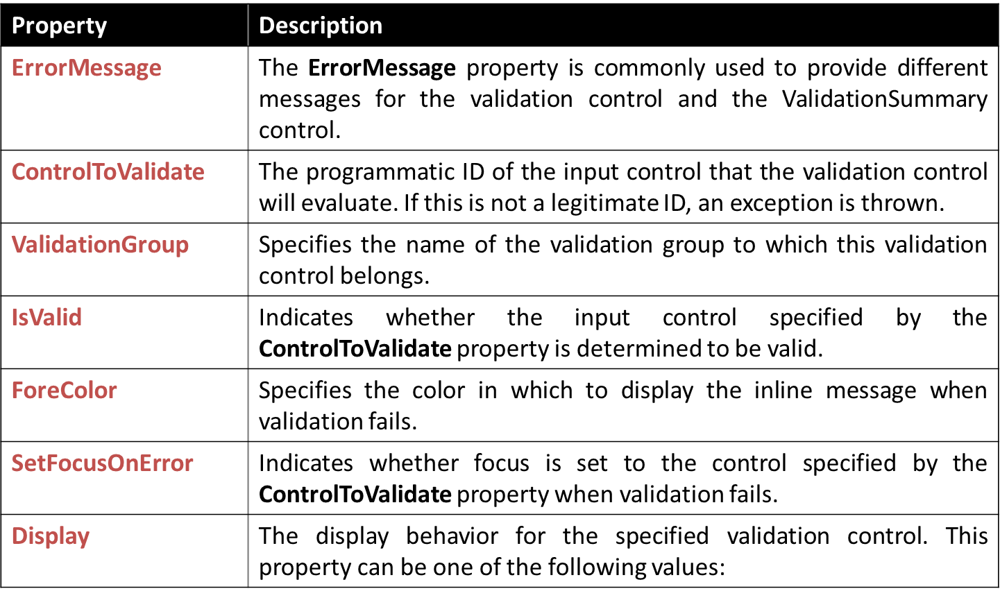 Property Description
ErrorMessage The ErrorMessage property is commonly used to provide different
messages for the validation control and the ValidationSummary
control.
ControlToValidate The programmatic ID of the input control that the validation control
will evaluate. If this is not a legitimate ID, an exception is thrown.
ValidationGroup Specifies the name of the validation group to which this validation
control belongs.
IsValid Indicates whether the input control specified by the
ControlToValidate property is determined to be valid.
ForeColor Specifies the color in which to display the inline message when
validation fails.
SetFocusOnError Indicates whether focus is set to the control specified by the
ControlToValidate property when validation fails.
Display The display behavior for the specified validation control. This
property can be one of the following values: